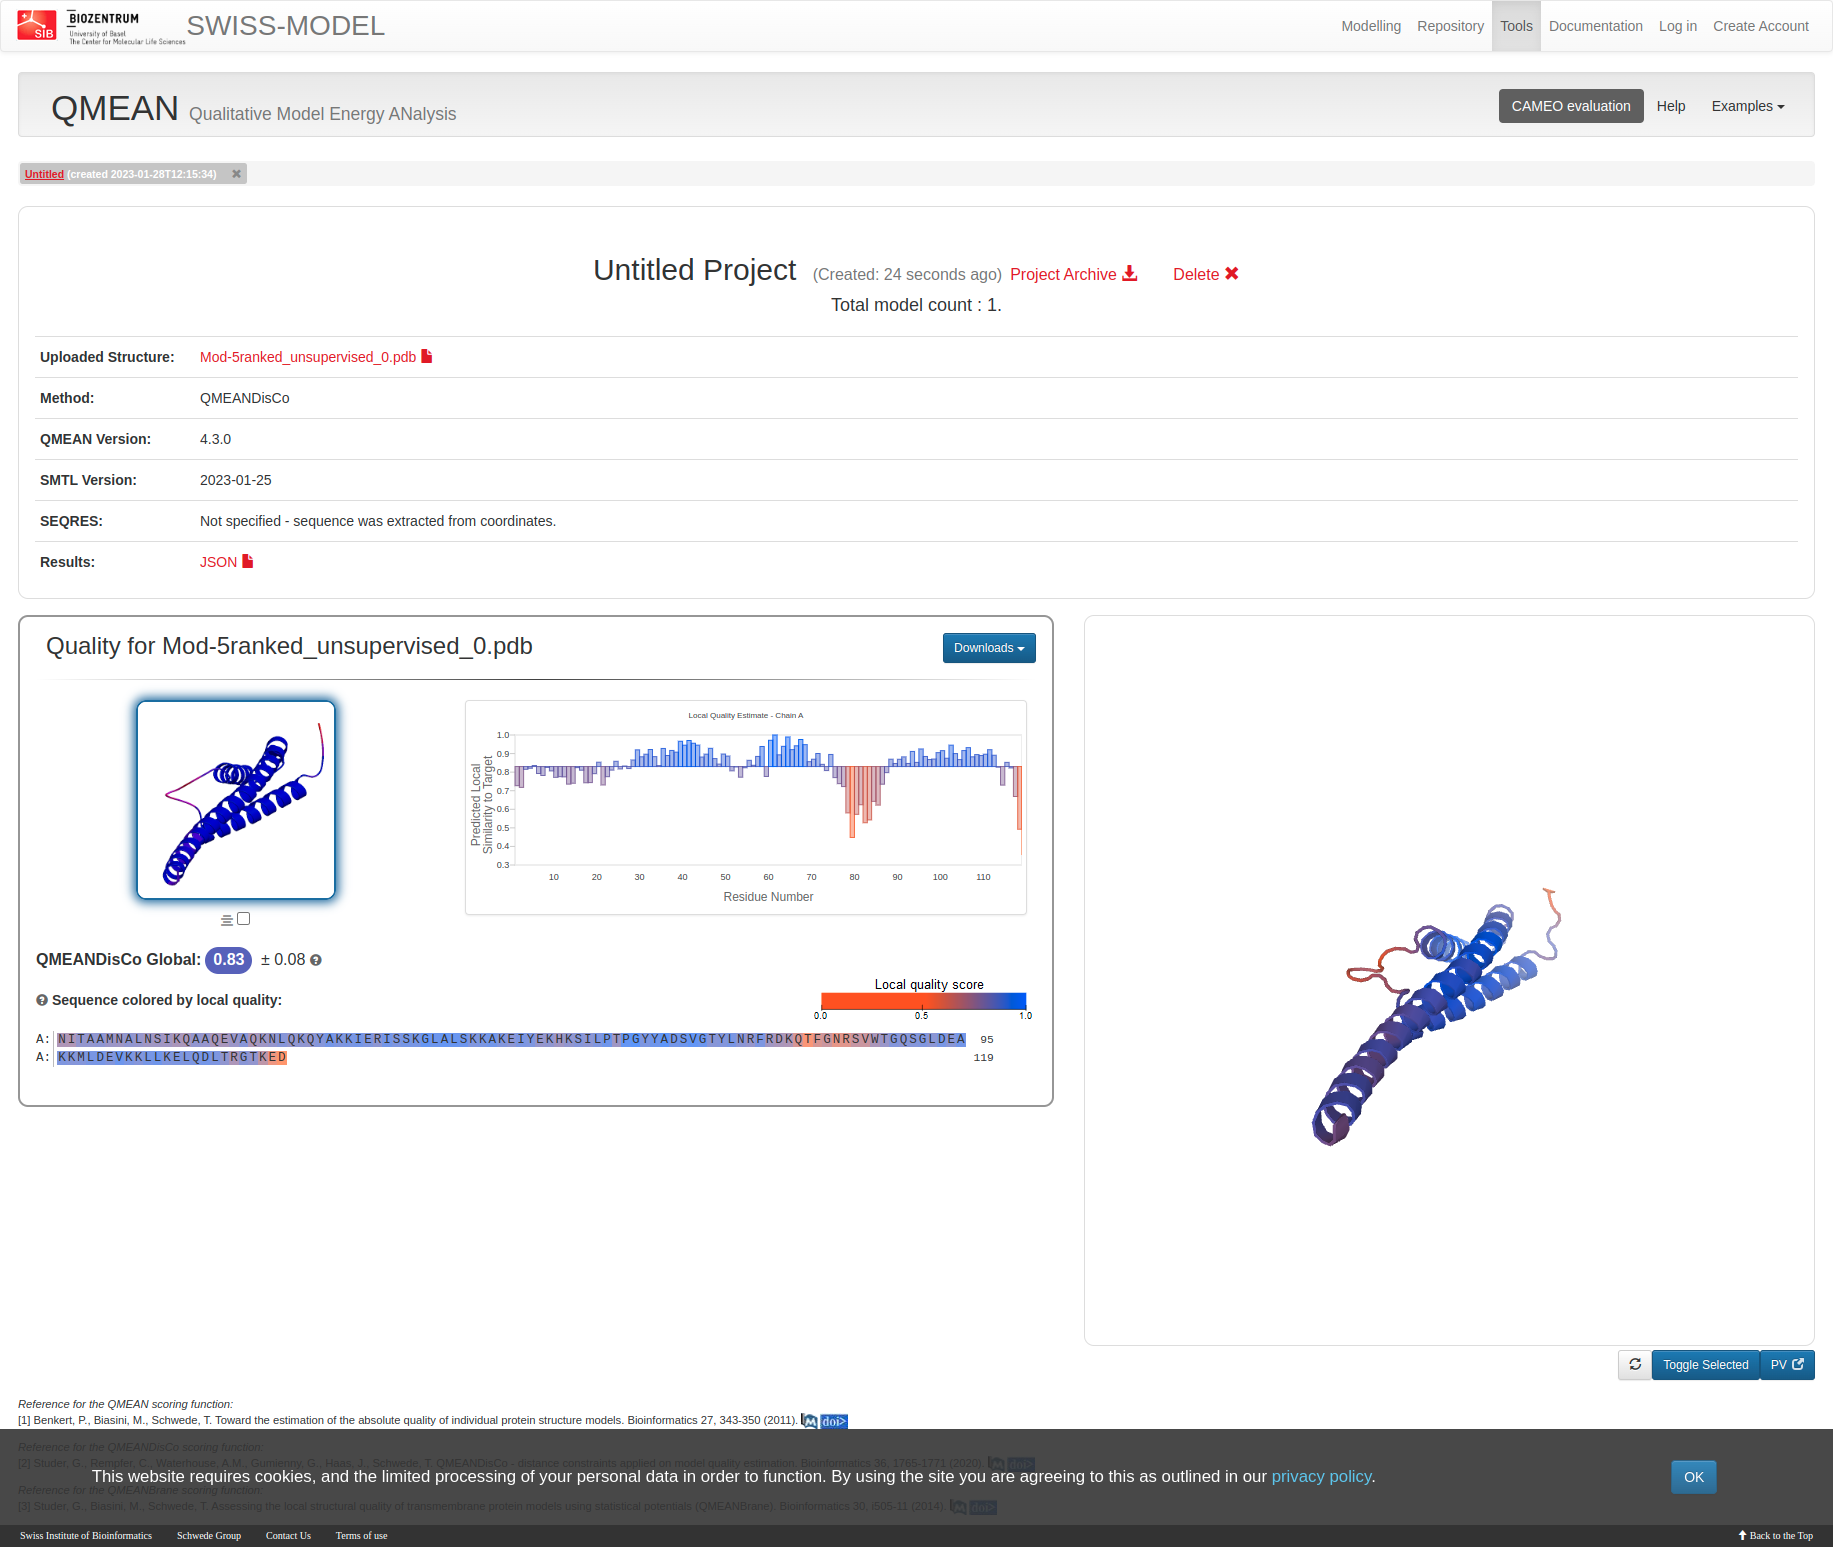 SIB
BIOZENTRUM
University of Basel
The Center for Molecular Life Sciences
SWISS-MODEL
Modelling Repository Tools Documentation Log in Create Account
QMEAN Qualitative Model Energy ANalysis
CAMEO evaluation Help Examples
Untitled (created 2023-01-28T12:15:34)
Untitled Project (Created: 24 seconds ago) Project Archive Delete
Total model count : 1.
Uploaded Structure: Mod-5ranked_unsupervised_0.pdb
Method: QMEANDisCo
QMEAN Version: 4.3.0
SMTL Version: 2023-01-25
SEQRES: Not specified - sequence was extracted from coordinates.
Results: JSON
Quality for Mod-5ranked_unsupervised_0.pdb
Downloads
Local Quality Estimate - Chain A
Predicted Local
Similarity to Target
1.0
0.9
0.8
0.7
0.6
0.5
0.4
0.3
10 20 30 40 50 60 70 80 90 100 110
Residue Number
QMEANDisCo Global: 0.83 ± 0.08
Sequence colored by local quality:
Local quality score
0.0 0.5 1.0
A: NITAAMNALNSIKQAAQEVAQKNLQKQYAKKIERISSKGLALSKKAKEIYEKHKSILPTPGYYADSVGTYLNRFRDKQTFGNRSVWTGQSGLDEA 95
A: KKMLDEVKKLLKELQDLTRGTKED 119
Toggle Selected PV
Reference for the QMEAN scoring function:
[1] Benkert, P., Biasini, M., Schwede, T. Toward the estimation of the absolute quality of individual protein structure models. Bioinformatics 27, 343-350 (2011). doi>
Reference for the QMEANDisCo scoring function:
[2] Studer, G., Rempfer, C., Waterhouse, A.M., Gumienny, G., Haas, J., Schwede, T. QMEANDisCo - distance constraints applied on model quality estimation. Bioinformatics 36, 1765-1771 (2020). doi>
This website requires cookies, and the limited processing of your personal data in order to function. By using the site you are agreeing to this as outlined in our privacy policy.
OK
Reference for the QMEANBrane scoring function:
[3] Studer, G., Biasini, M., Schwede, T. Assessing the local structural quality of transmembrane protein models using statistical potentials (QMEANBrane). Bioinformatics 30, i505-11 (2014). doi>
Swiss Institute of Bioinformatics Schwede Group Contact Us Terms of use
Back to the Top